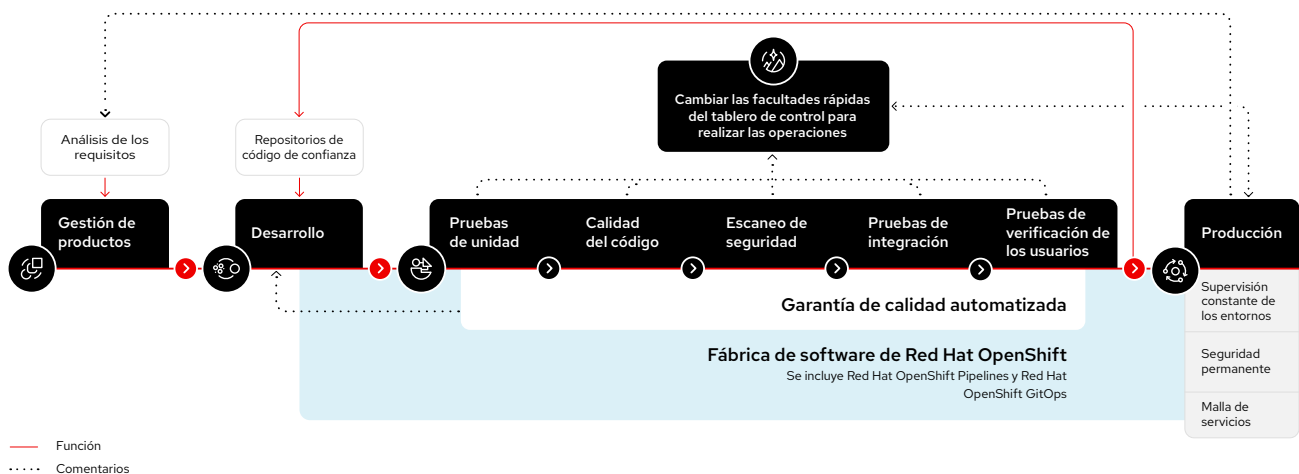 Cambiar las facultades rápidas
del tablero de control para
realizar las operaciones
Análisis de los
requisitos
Repositorios de
código de confianza
Gestión de
productos
Desarrollo
Pruebas
de unidad
Calidad
del código
Escaneo de
seguridad
Pruebas de
integración
Pruebas de
verificación de
los usuarios
Producción
Garantía de calidad automatizada
Supervisión
constante de
los entornos
Fábrica de software de Red Hat OpenShift
Se incluye Red Hat OpenShift Pipelines y Red Hat
OpenShift GitOps
Seguridad
permanente
Malla de
servicios
Función
Comentarios